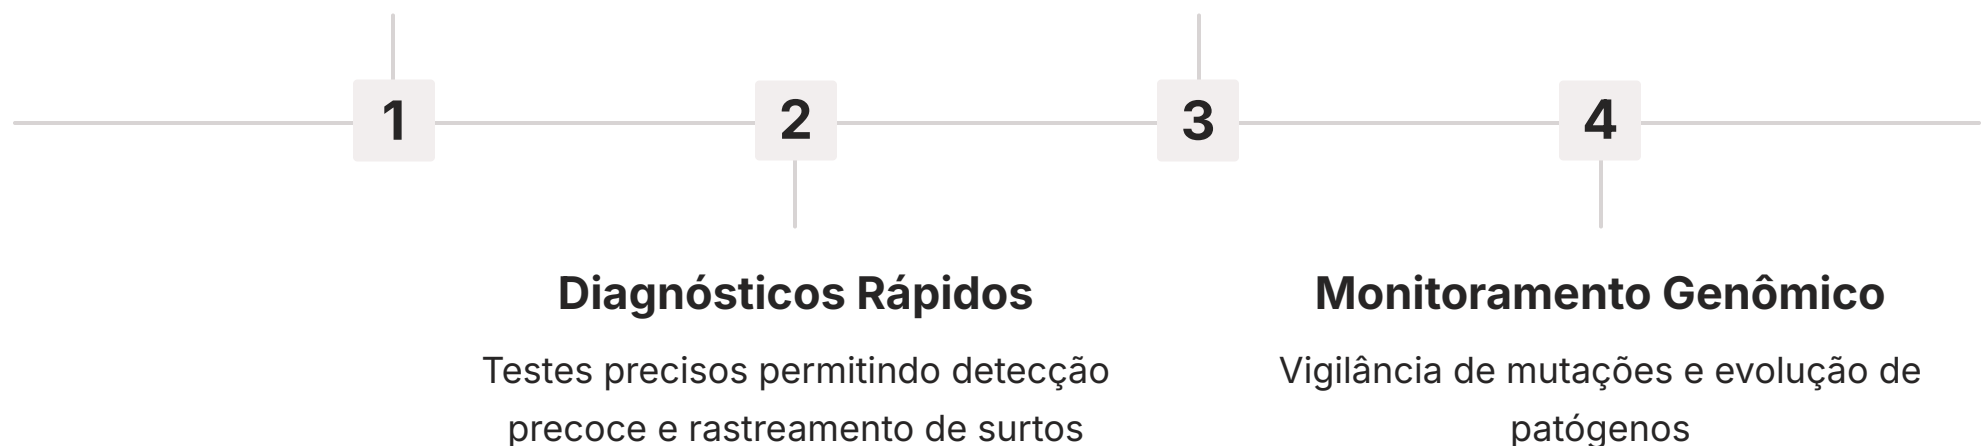 1
2
3
4
Diagnósticos Rápidos
Testes precisos permitindo detecção
precoce e rastreamento de surtos
Monitoramento Genômico
Vigilância de mutações e evolução de
patógenos